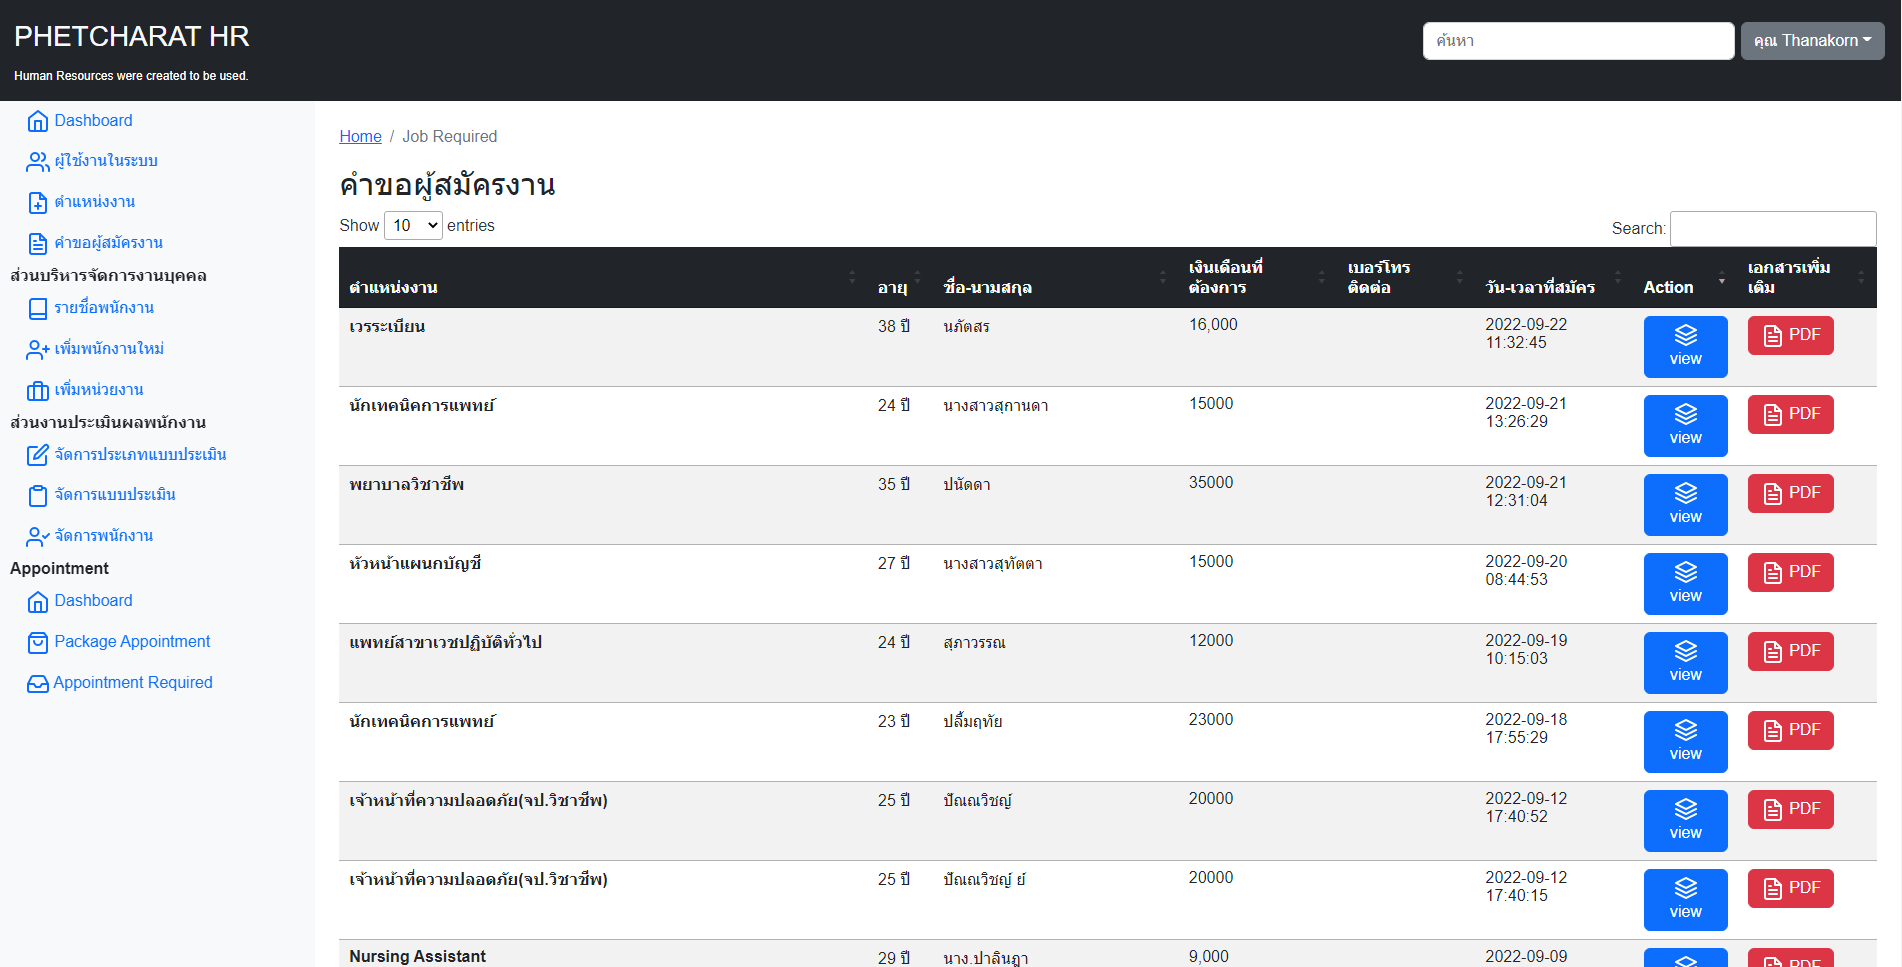 PHETCHARAT HR
Human Resources were created to be used.
ค้นหา
คุณ Thanakorn
Dashboard
ผู้ใช้งานในระบบ
ตำแหน่งงาน
คำขอผู้สมัครงาน
ส่วนบริหารจัดการงานบุคคล
รายชื่อพนักงาน
เพิ่มพนักงานใหม่
เพิ่มหน่วยงาน
ส่วนงานประเมินผลพนักงาน
จัดการประเภทแบบประเมิน
จัดการแบบประเมิน
จัดการพนักงาน
Appointment
Dashboard
Package Appointment
Appointment Required
Home / Job Required
คำขอผู้สมัครงาน
Show 10 entries
Search:
ตำแหน่งงาน อายุ ชื่อ-นามสกุล เงินเดือนที่ต้องการ เบอร์โทรติดต่อ วัน-เวลาที่สมัคร Action เอกสารเพิ่มเติม
เวรระเบียน 38 ปี นภัตสร 16,000 2022-09-22 11:32:45 view PDF
นักเทคนิคการแพทย์ 24 ปี นางสาวสุกานดา 15000 2022-09-21 13:26:29 view PDF
พยาบาลวิชาชีพ 35 ปี ปนัดดา 35000 2022-09-21 12:31:04 view PDF
หัวหน้าแผนกบัญชี 27 ปี นางสาวสุทัตตา 15000 2022-09-20 08:44:53 view PDF
แพทย์สาขาเวชปฏิบัติทั่วไป 24 ปี สุภาวรรณ 12000 2022-09-19 10:15:03 view PDF
นักเทคนิคการแพทย์ 23 ปี ปลื้มฤทัย 23000 2022-09-18 17:55:29 view PDF
เจ้าหน้าที่ความปลอดภัย(จป.วิชาชีพ) 25 ปี ปัณณวิชญ์ 20000 2022-09-12 17:40:52 view PDF
เจ้าหน้าที่ความปลอดภัย(จป.วิชาชีพ) 25 ปี ปัณณวิชญ์ ย์ 20000 2022-09-12 17:40:15 view PDF
Nursing Assistant 29 ปี นาง.ปาลินฎา 9,000 2022-09-09 PDF